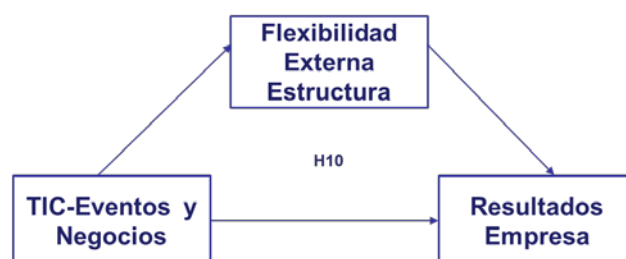 Flexibilidad
Externa
Estructura
H10
TIC-Eventos y
Negocios
Resultados
Empresa